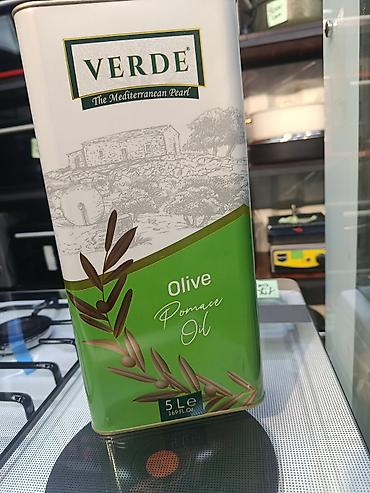 VERDE®
The Mediterranean Pearl
Olive
Pomace
Oil
5 L e
169 FL.Oz